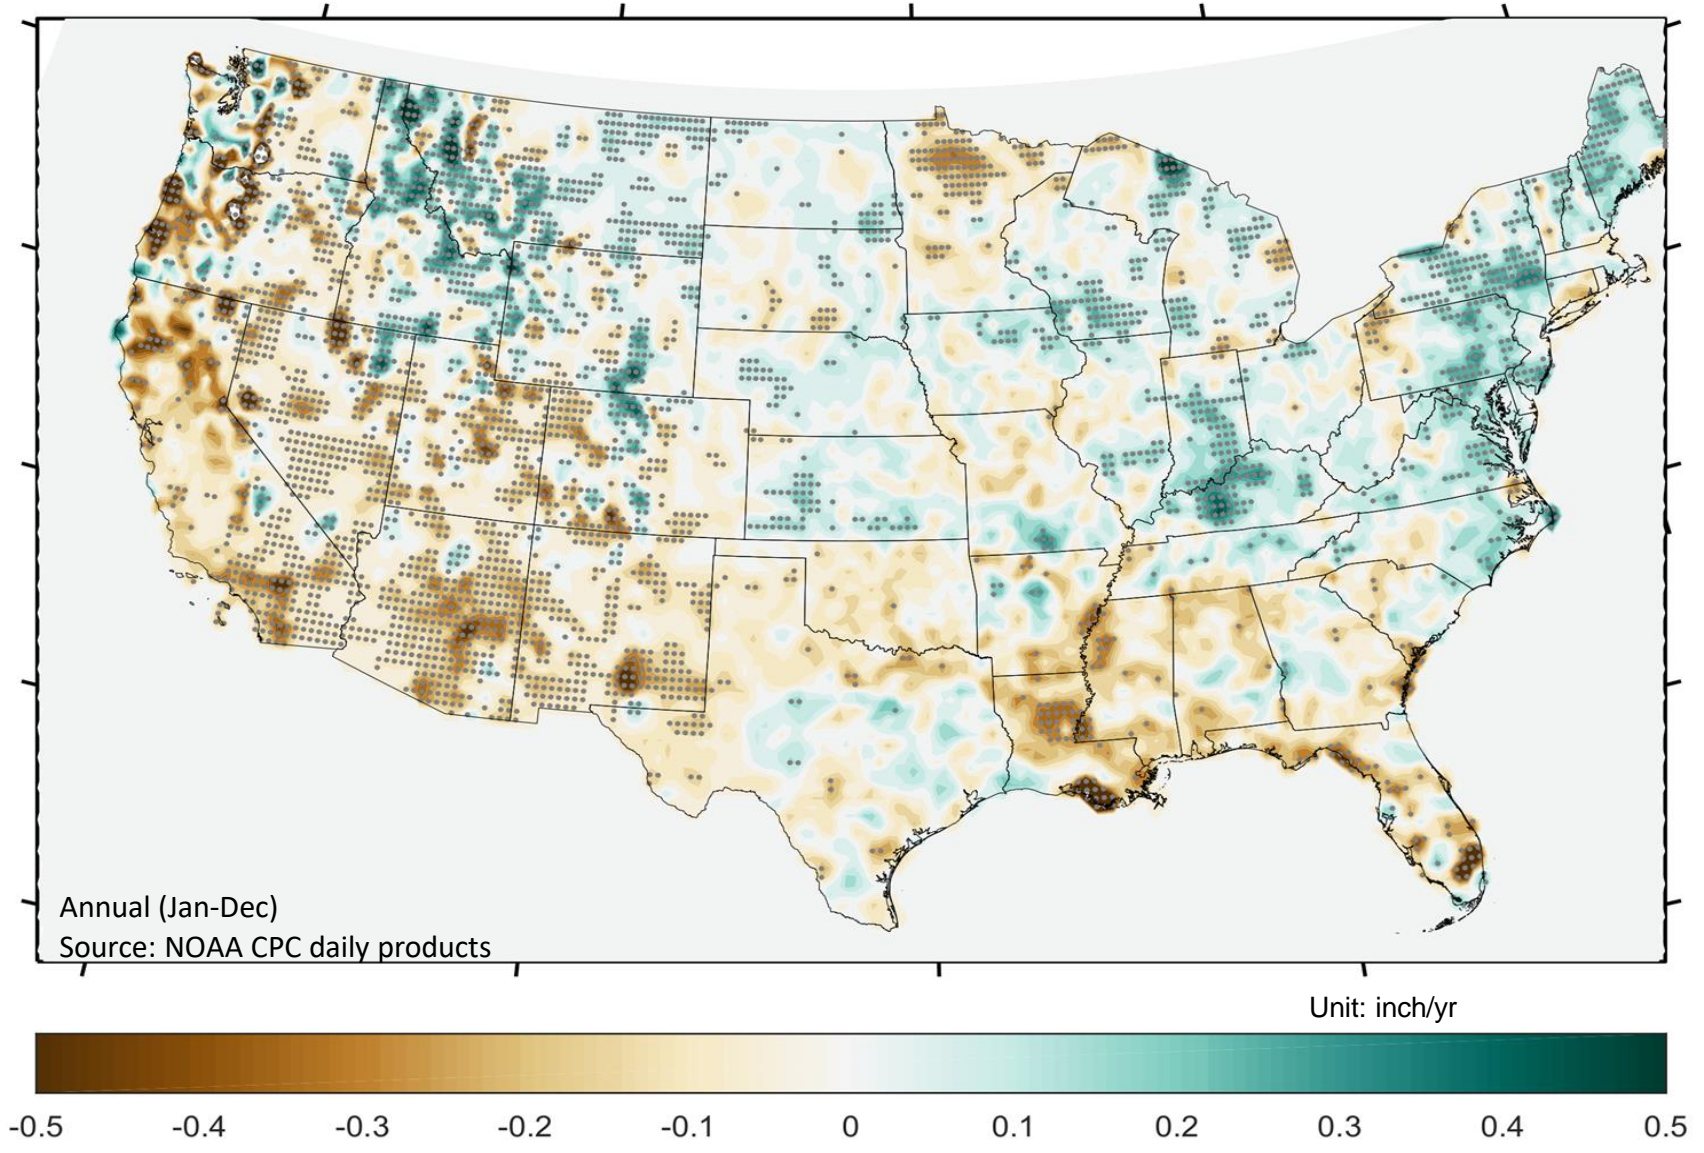 Annual (Jan-Dec)
Source: NOAA CPC daily products
Unit: inch/yr
-0.5 -0.4 -0.3 -0.2 -0.1 0 0.1 0.2 0.3 0.4 0.5